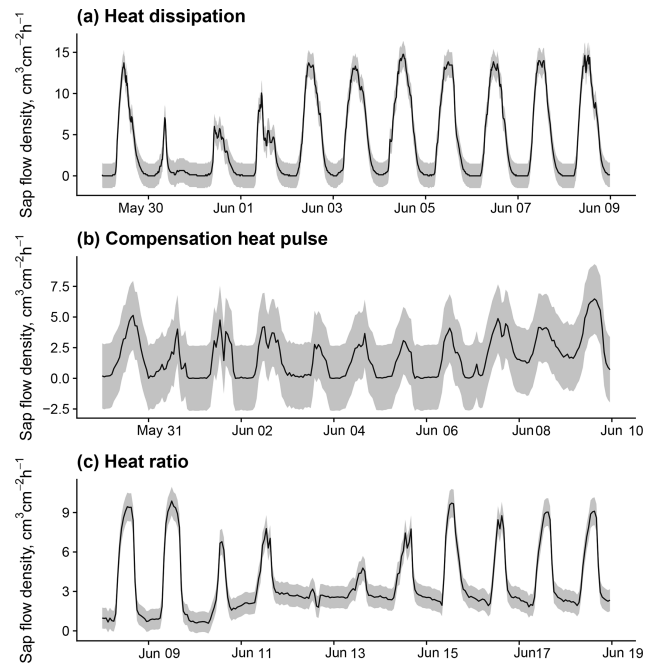 (a) Heat dissipation
Sap flow density, cm³cm⁻²h⁻¹
15
10
5
0
May 30 Jun 01 Jun 03 Jun 05 Jun 07 Jun 09
(b) Compensation heat pulse
Sap flow density, cm³cm⁻²h⁻¹
7.5
5.0
2.5
0.0
−2.5
May 31 Jun 02 Jun 04 Jun 06 Jun08 Jun 10
(c) Heat ratio
Sap flow density, cm³cm⁻²h⁻¹
9
6
3
0
Jun 09 Jun 11 Jun 13 Jun 15 Jun17 Jun 19